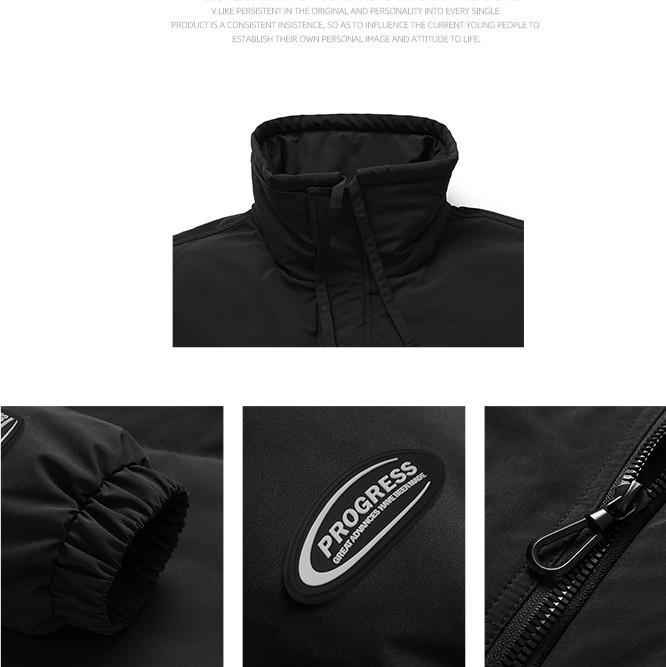 V LIKE PERSISTENT IN THE ORIGINAL AND PERSONALITY INTO EVERY SINGLE
PRODUCT IS A CONSISTENT INSISTENCE, SO AS TO INFLUENCE THE CURRENT YOUNG PEOPLE TO
ESTABLISH THEIR OWN PERSONAL IMAGE AND ATTITUDE TO LIFE.
PROGRESS
GREAT ADVANCES HAVE BEEN MADE